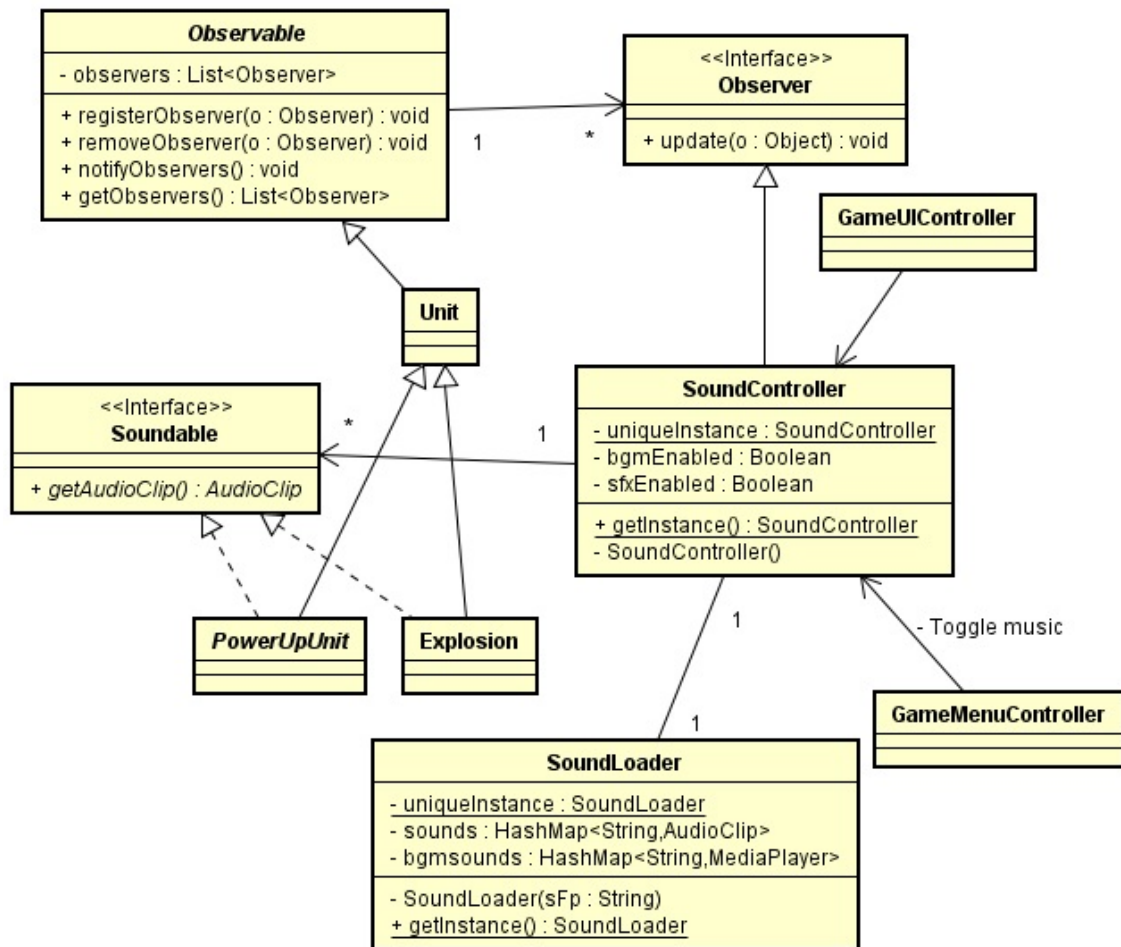 Observable
- observers : List<Observer>
+ registerObserver(o : Observer) : void
+ removeObserver(o : Observer) : void
+ notifyObservers() : void
+ getObservers() : List<Observer>
1
*
<<Interface>>
Observer
+ update(o : Object) : void
GameUIController
Unit
<<Interface>>
Soundable
+ getAudioClip() : AudioClip
*
1
SoundController
- uniqueInstance : SoundController
- bgmEnabled : Boolean
- sfxEnabled : Boolean
+ getInstance() : SoundController
- SoundController()
PowerUpUnit
Explosion
1
- Toggle music
GameMenuController
1
SoundLoader
- uniqueInstance : SoundLoader
- sounds : HashMap<String,AudioClip>
- bgmsounds : HashMap<String,MediaPlayer>
- SoundLoader(sFp : String)
+ getInstance() : SoundLoader